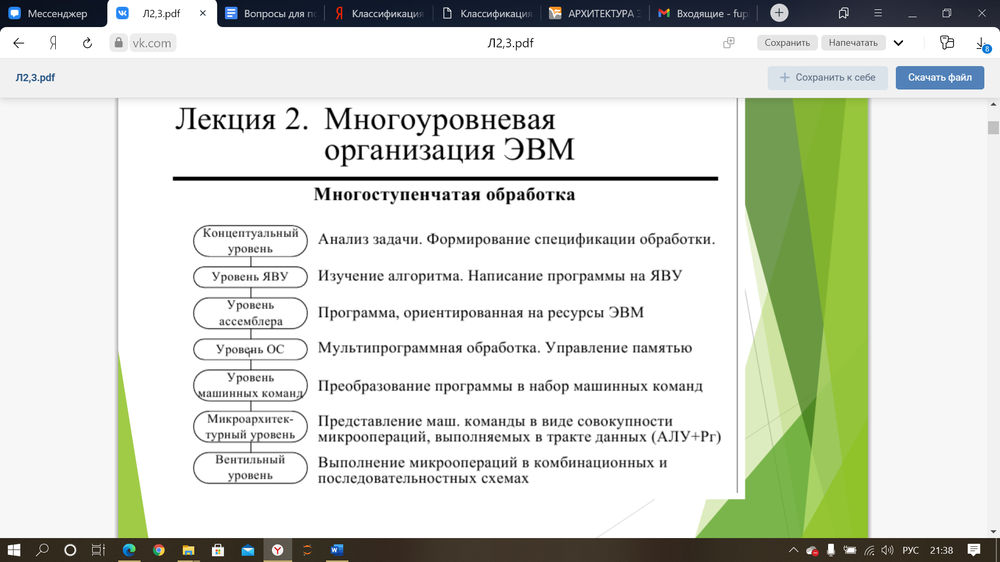 Мессенджер
Л2,3.pdf
Вопросы для по
Классификация
Классификация
АРХИТЕКТУРА Э
Входящие - fupi
vk.com
Л2,3.pdf
Сохранить
Напечатать
8
Л2,3.pdf
Сохранить к себе
Скачать файл
Лекция 2. Многоуровневая
организация ЭВМ
Многоступенчатая обработка
Концептуальный
уровень
Анализ задачи. Формирование спецификации обработки.
Уровень ЯВУ
Изучение алгоритма. Написание программы на ЯВУ
Уровень
ассемблера
Программа, ориентированная на ресурсы ЭВМ
Уровень ОС
Мультипрограммная обработка. Управление памятью
Уровень
машинных команд
Преобразование программы в набор машинных команд
Микроархитек-
турный уровень
Представление маш. команды в виде совокупности
микроопераций, выполняемых в тракте данных (АЛУ+Рг)
Вентильный
уровень
Выполнение микроопераций в комбинационных и
последовательностных схемах
РУС
21:38